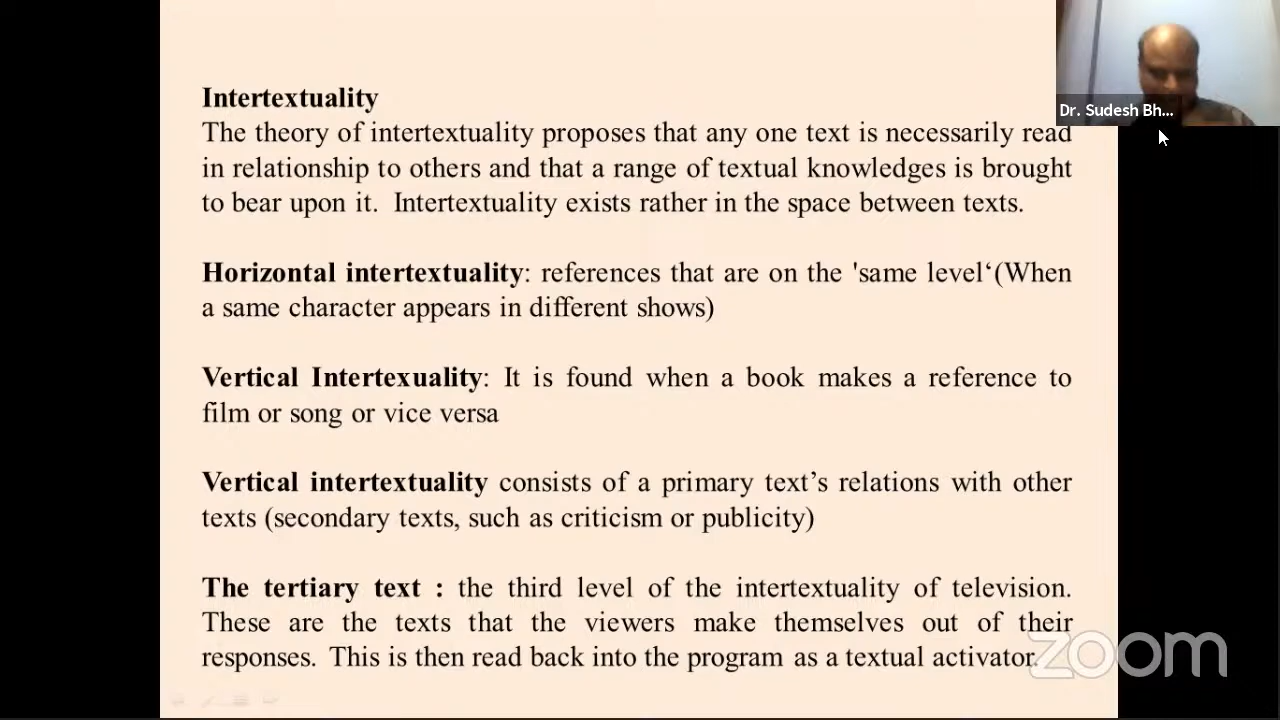 Intertextuality
The theory of intertextuality proposes that any one text is necessarily read
in relationship to others and that a range of textual knowledges is brought
to bear upon it. Intertextuality exists rather in the space between texts.
Horizontal intertextuality: references that are on the 'same level‘(When
a same character appears in different shows)
Vertical Intertexuality: It is found when a book makes a reference to
film or song or vice versa
Vertical intertextuality consists of a primary text’s relations with other
texts (secondary texts, such as criticism or publicity)
The tertiary text : the third level of the intertextuality of television.
These are the texts that the viewers make themselves out of their
responses. This is then read back into the program as a textual activator.
Dr. Sudesh Bh...
zoom